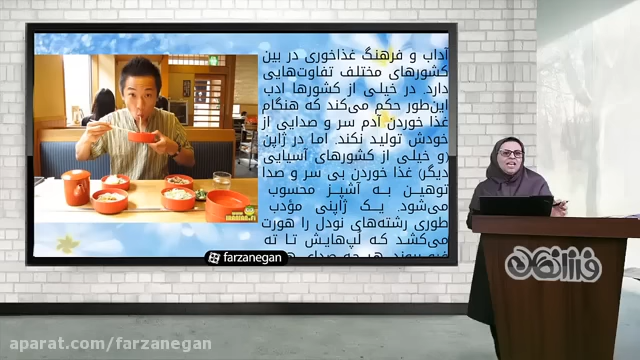 آداب و فرهنگ غذاخوری در بین
کشورهای مختلف تفاوت‌هایی
دارد. در خیلی از کشورها ادب
این‌طور حکم می‌کند که هنگام
غذا خوردن آدم سر و صدایی از
خودش تولید نکند. اما در ژاپن
(و خیلی از کشورهای آسیایی
دیگر) غذا خوردن بی سر و صدا
توهین به آشپز محسوب
می‌شود. یک ژاپنی مؤدب
طوری رشته‌های نودل را هورت
می‌کشد که لُپ‌هایش تا ته
farzanegan
فرزانگان
aparat.com/farzanegan